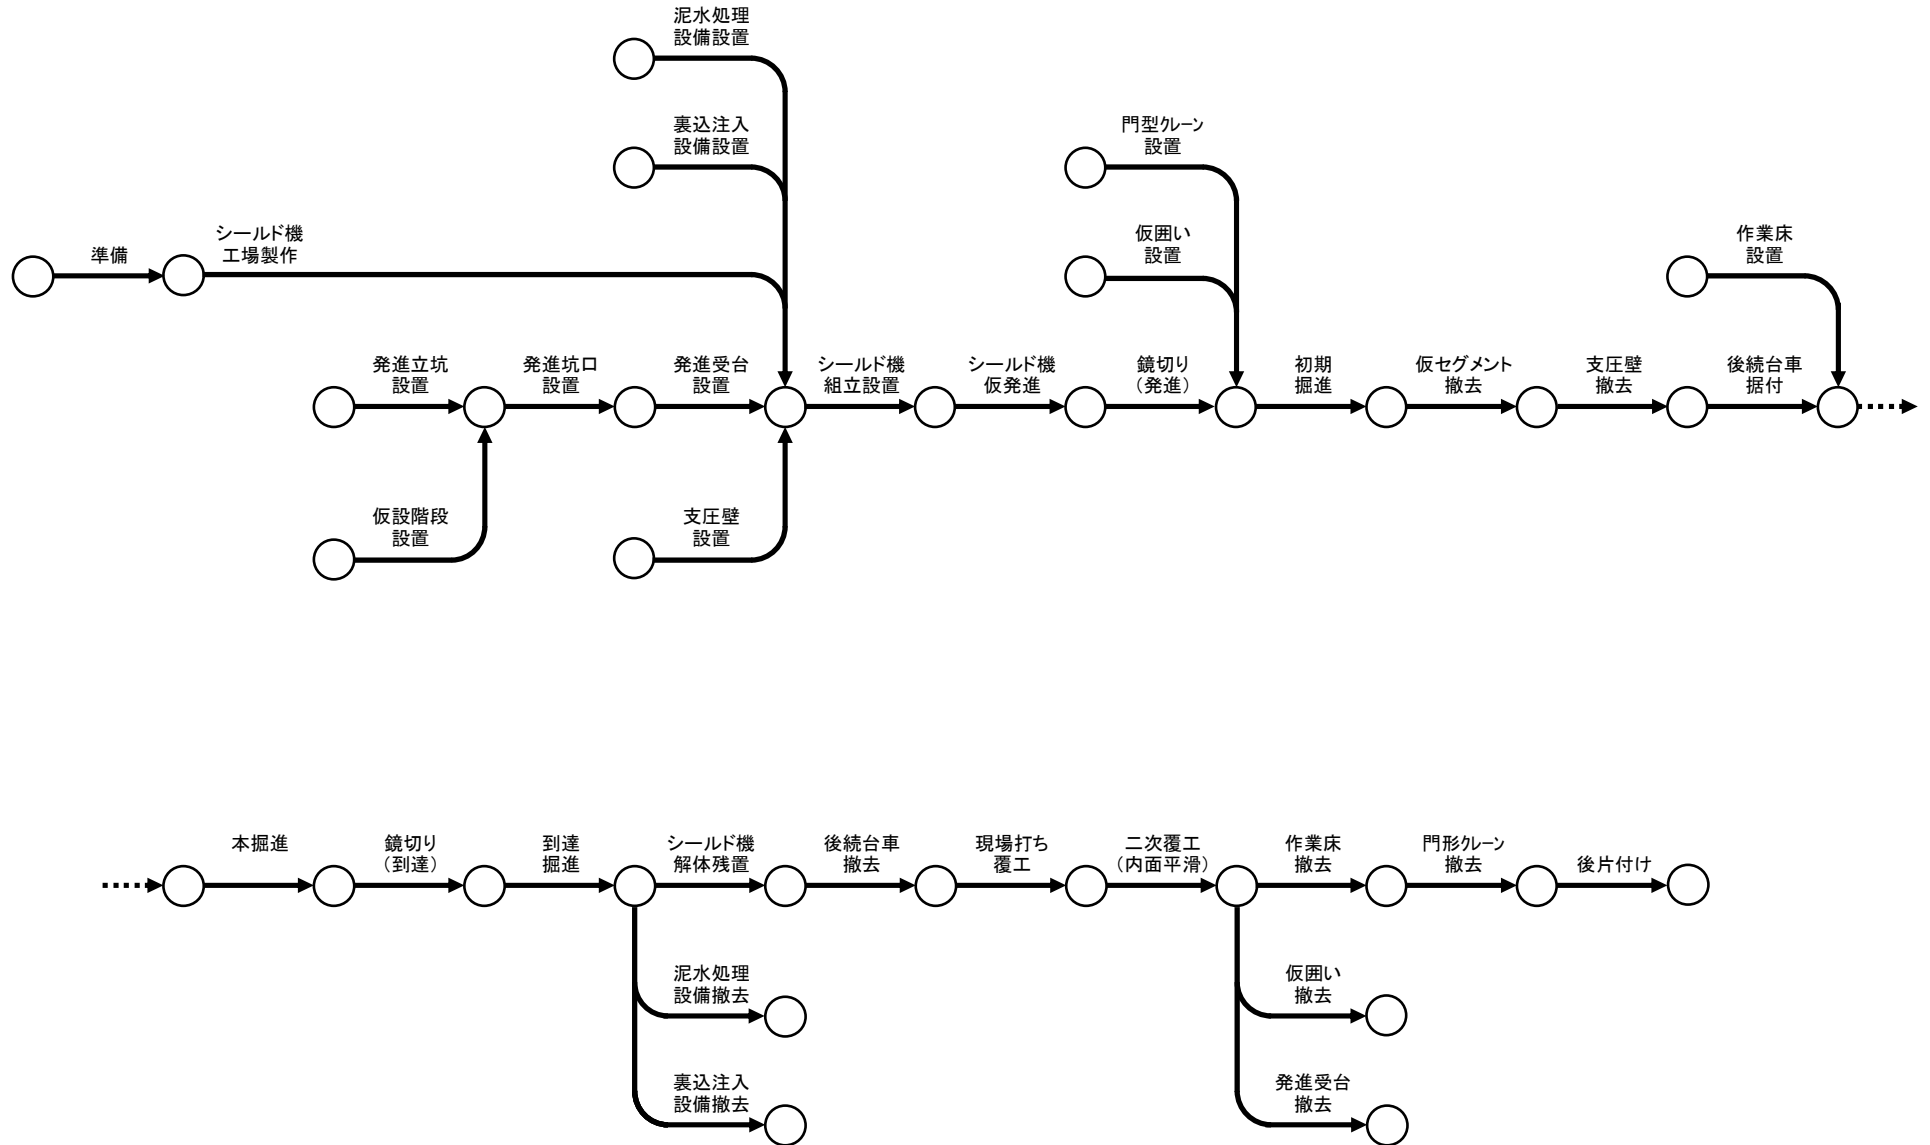 泥水処理
設備設置
裏込注入
設備設置
門型クレーン
設置
準備
シールド機
工場製作
仮囲い
設置
作業床
設置
発進立坑
設置
発進坑口
設置
発進受台
設置
シールド機
組立設置
シールド機
仮発進
鏡切り
(発進)
初期
掘進
仮セグメント
撤去
支圧壁
撤去
後続台車
据付
仮設階段
設置
支圧壁
設置
本掘進
鏡切り
(到達)
到達
掘進
シールド機
解体残置
後続台車
撤去
現場打ち
覆工
二次覆工
(内面平滑)
作業床
撤去
門形クレーン
撤去
後片付け
泥水処理
設備撤去
仮囲い
撤去
裏込注入
設備撤去
発進受台
撤去